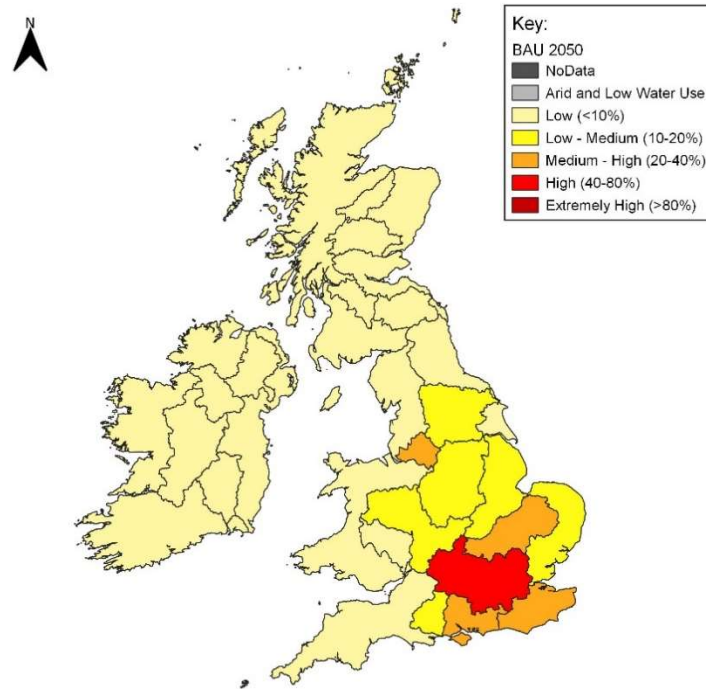 N
Key:
BAU 2050
NoData
Arid and Low Water Use
Low (<10%)
Low - Medium (10-20%)
Medium - High (20-40%)
High (40-80%)
Extremely High (>80%)